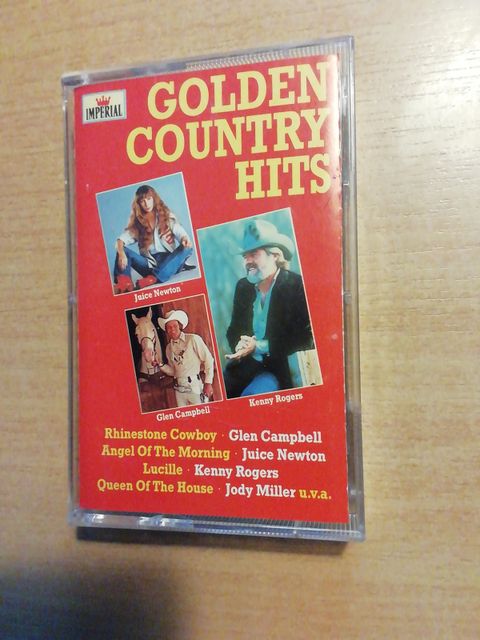 IMPERIAL
GOLDEN
COUNTRY
HITS
Juice Newton
Glen Campbell
Kenny Rogers
Rhinestone Cowboy · Glen Campbell
Angel Of The Morning · Juice Newton
Lucille · Kenny Rogers
Queen Of The House · Jody Miller u.v.a.